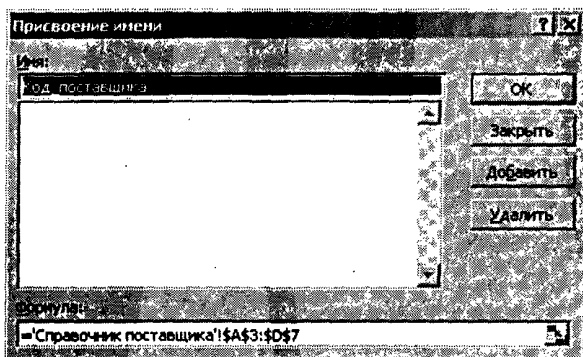 Присвоение имени
Имя:
Код_поставщика
ОК
Закрыть
Добавить
Удалить
Формула:
='Справочник поставщика'!$A$3:$D$7